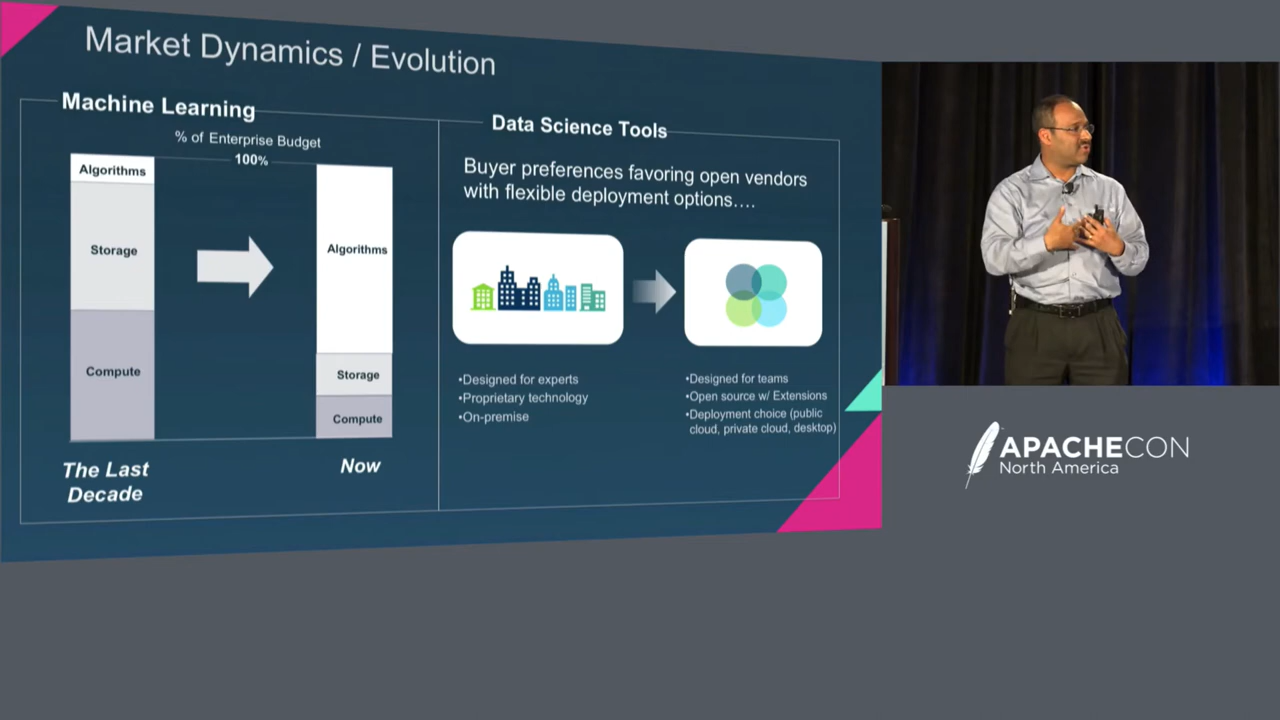 Market Dynamics / Evolution
Machine Learning
% of Enterprise Budget
100%
Algorithms
Storage
Compute
Algorithms
Storage
Compute
The Last
Decade
Now
Data Science Tools
Buyer preferences favoring open vendors
with flexible deployment options….
•Designed for experts
•Proprietary technology
•On-premise
•Designed for teams
•Open source w/ Extensions
•Deployment choice (public
cloud, private cloud, desktop)
APACHECON
North America